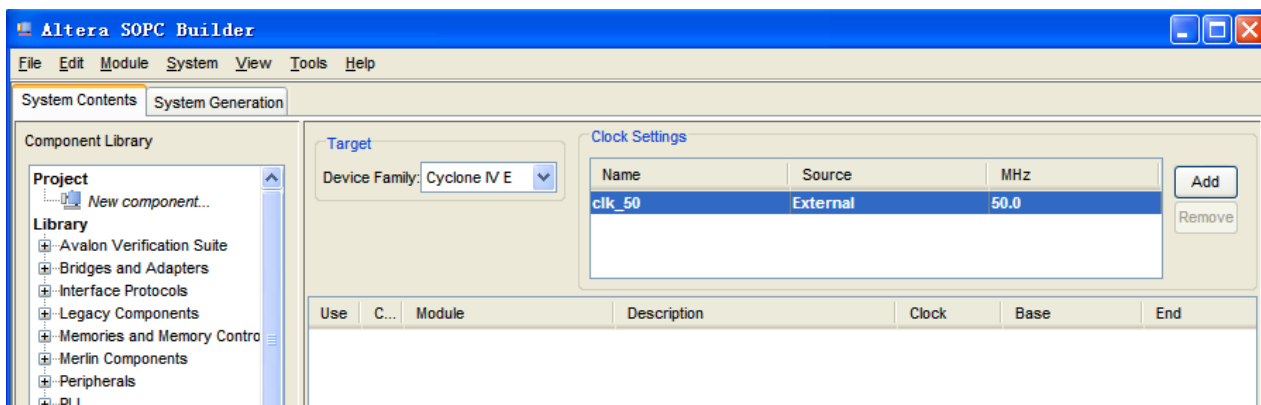 Altera SOPC Builder
File Edit Module System View Tools Help
System Contents System Generation
Component Library
Project
New component...
Library
Avalon Verification Suite
Bridges and Adapters
Interface Protocols
Legacy Components
Memories and Memory Contro
Merlin Components
Peripherals
PLL
Target
Device Family: Cyclone IV E
Clock Settings
Name Source MHz
clk_50 External 50.0
Add
Remove
Use C... Module Description Clock Base End